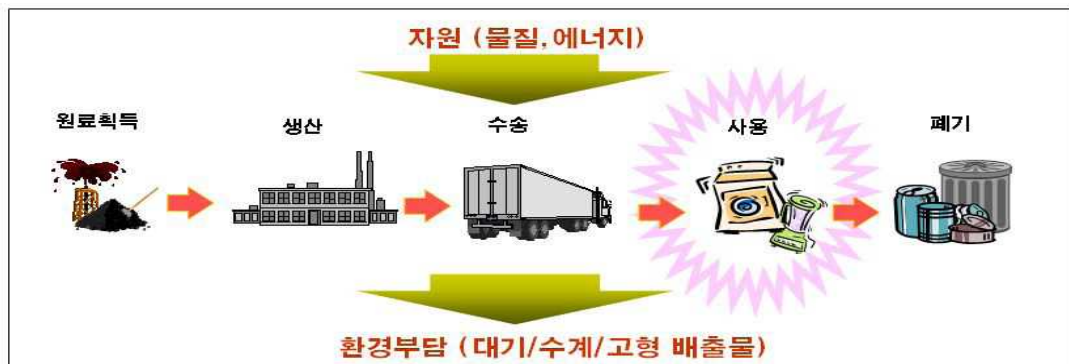 자원 (물질,에너지)
원료획득
생산
수송
사용
폐기
환경부담 (대기/수계/고형 배출물)